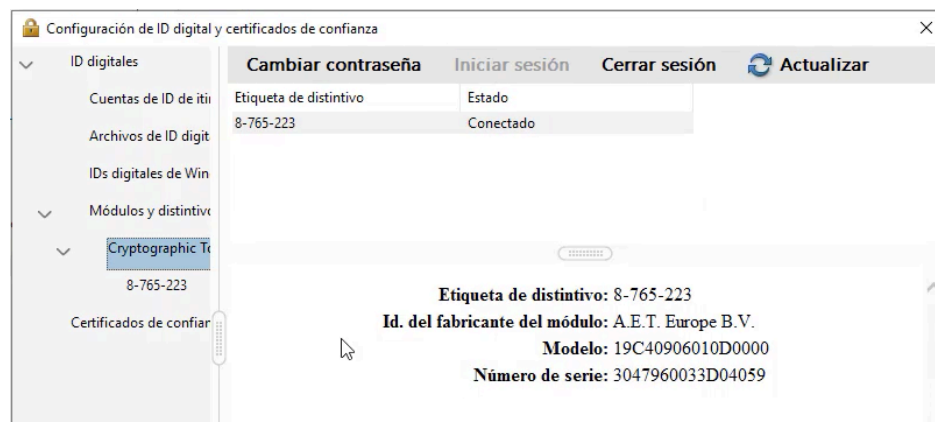 Configuración de ID digital y certificados de confianza
ID digitales
Cuentas de ID de itin
Archivos de ID digit
IDs digitales de Win
Módulos y distintivo
Cryptographic To
8-765-223
Certificados de confian
Cambiar contraseña Iniciar sesión Cerrar sesión Actualizar
Etiqueta de distintivo Estado
8-765-223 Conectado
Etiqueta de distintivo: 8-765-223
Id. del fabricante del módulo: A.E.T. Europe B.V.
Modelo: 19C40906010D0000
Número de serie: 3047960033D04059